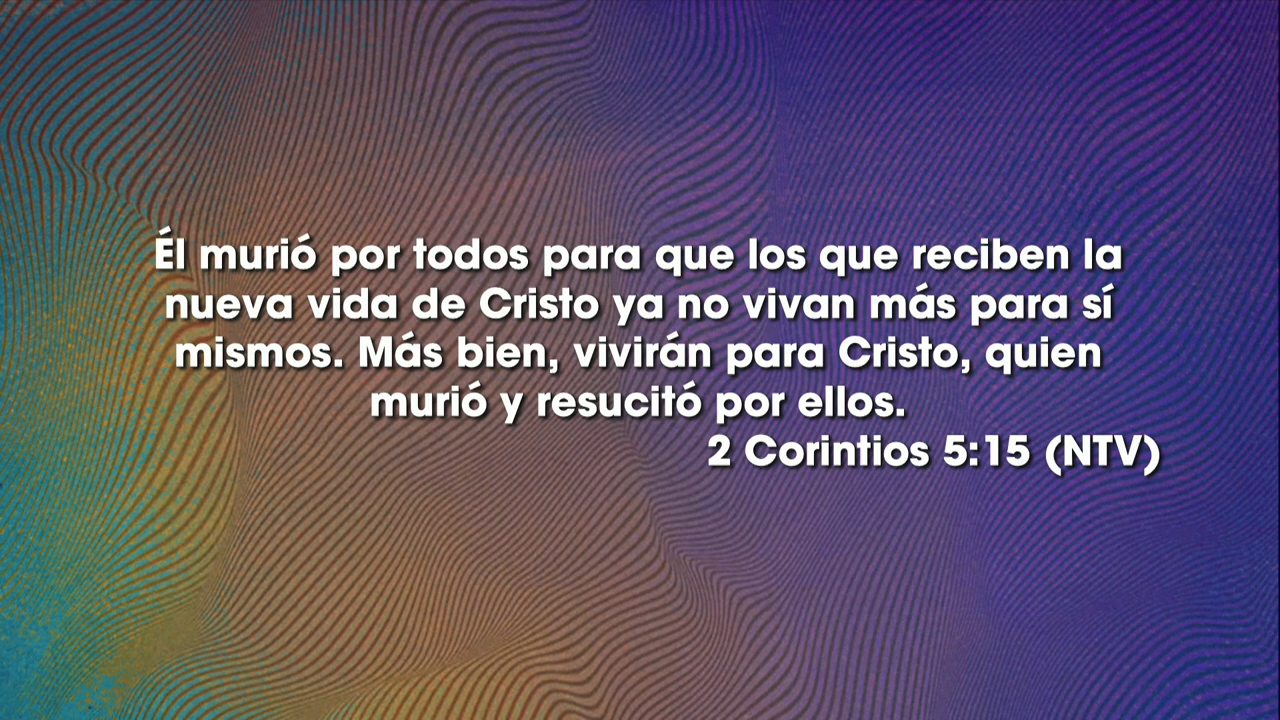 Él murió por todos para que los que reciben la
nueva vida de Cristo ya no vivan más para sí
mismos. Más bien, vivirán para Cristo, quien
murió y resucitó por ellos.
2 Corintios 5:15 (NTV)